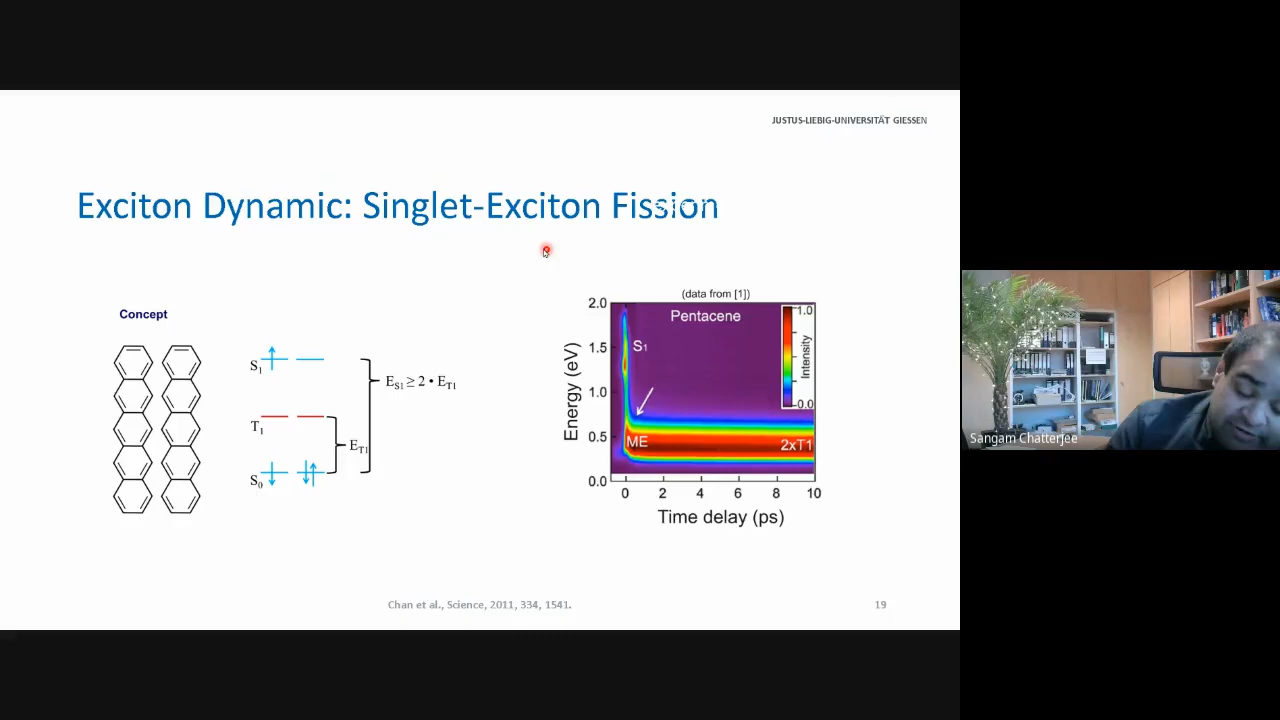 JUSTUS-LIEBIG-UNIVERSITÄT GIESSEN
Exciton Dynamic: Singlet-Exciton Fission
Concept
S1
T1
S0
ES1 ≥ 2 • ET1
ET1
(data from [1])
Pentacene
S1
ME
2xT1
1.0
Intensity
0.0
Energy (eV)
2.0
1.5
1.0
0.5
0.0
0 2 4 6 8 10
Time delay (ps)
Chan et al., Science, 2011, 334, 1541.
19
Sangam Chatterjee